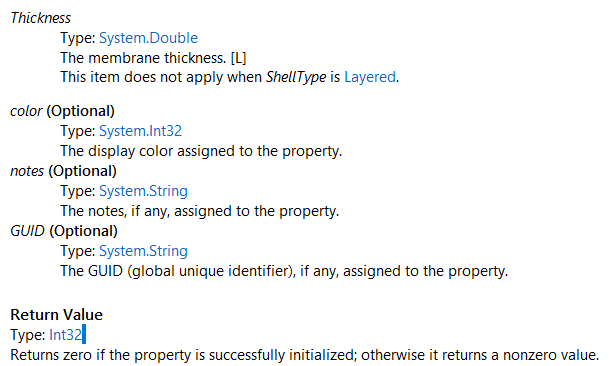 Thickness
Type: System.Double
The membrane thickness. [L]
This item does not apply when ShellType is Layered.
color (Optional)
Type: System.Int32
The display color assigned to the property.
notes (Optional)
Type: System.String
The notes, if any, assigned to the property.
GUID (Optional)
Type: System.String
The GUID (global unique identifier), if any, assigned to the property.
Return Value
Type: Int32
Returns zero if the property is successfully initialized; otherwise it returns a nonzero value.